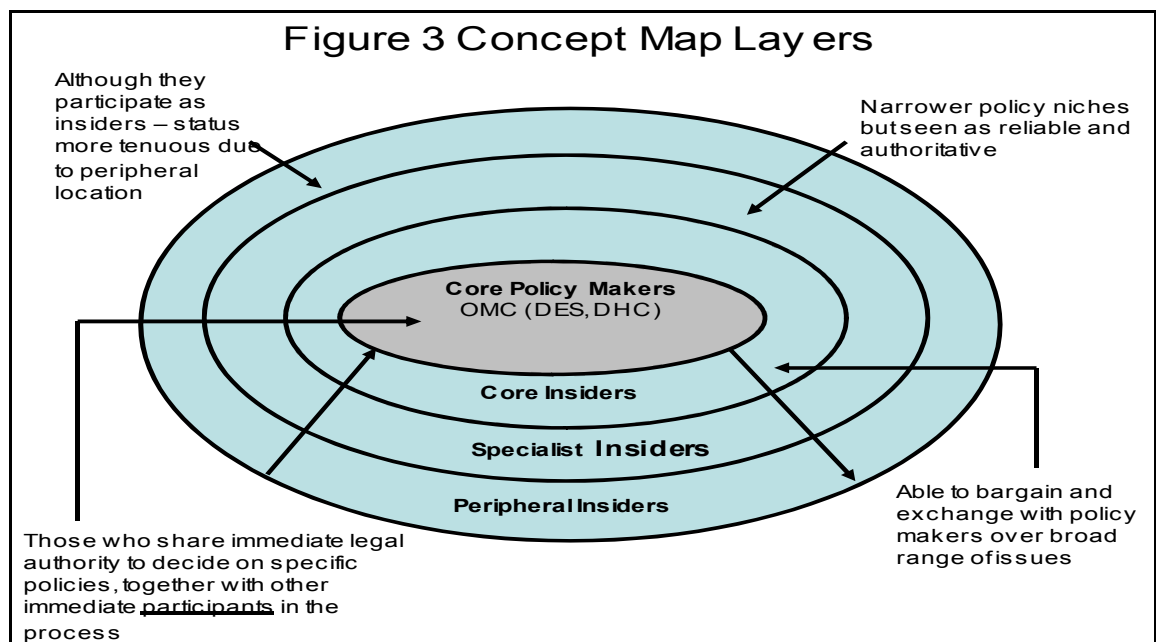 Figure 3 Concept Map Layers
Although they
participate as
insiders – status
more tenuous due
to peripheral
location
Narrower policy niches
but seen as reliable and
authoritative
Core Policy Makers
OMC (DES, DHC)
Core Insiders
Specialist Insiders
Peripheral Insiders
Able to bargain and
exchange with policy
makers over broad
range of issues
Those who share immediate legal
authority to decide on specific
policies, together with other
immediate participants in the
process